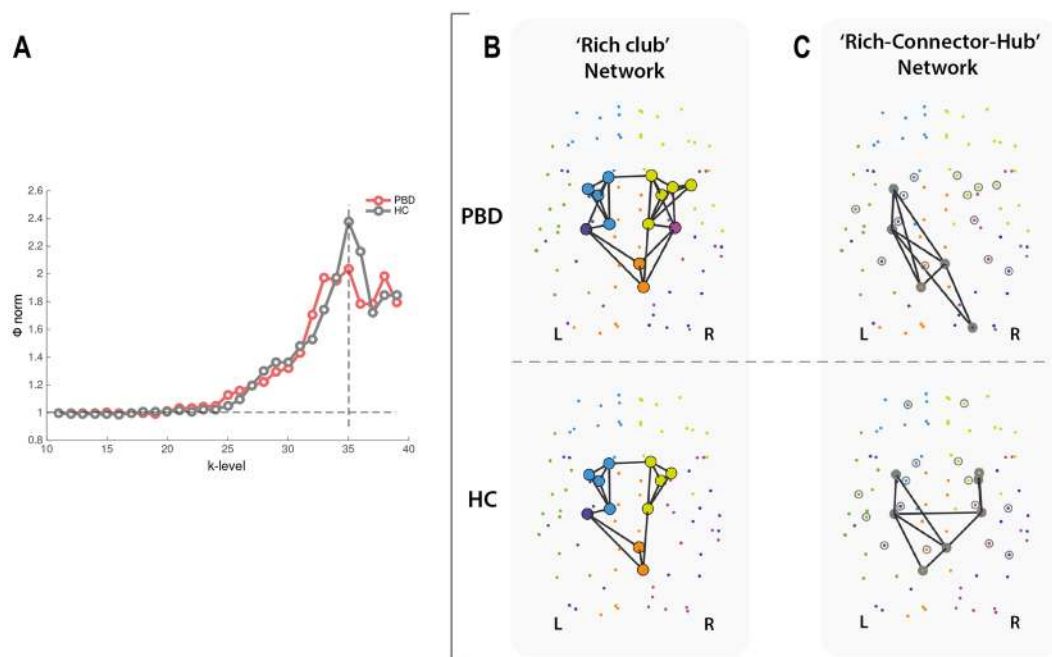 A
2.6
2.4
2.2
2
1.8
1.6
1.4
1.2
1
0.8
Φ norm
10
15
20
25
30
35
40
k-level
PBD
HC
B
'Rich club'
Network
C
'Rich-Connector-Hub'
Network
PBD
L
R
L
R
HC
L
R
L
R